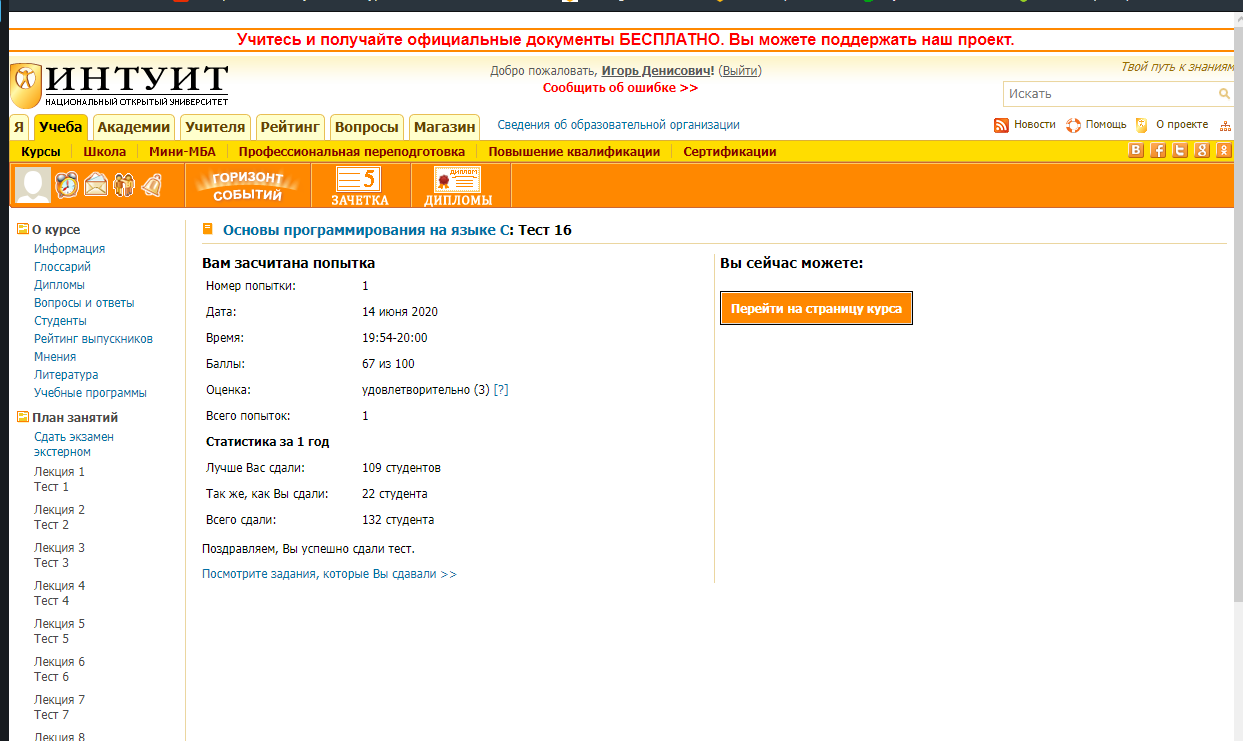 Учитесь и получайте официальные документы БЕСПЛАТНО. Вы можете поддержать наш проект.
ИНТУИТ
НАЦИОНАЛЬНЫЙ ОТКРЫТЫЙ УНИВЕРСИТЕТ
Добро пожаловать, Игорь Денисович! (Выйти)
Сообщить об ошибке >>
Твой путь к знаниям
Искать
Я Учеба Академии Учителя Рейтинг Вопросы Магазин Сведения об образовательной организации Новости Помощь О проекте
Курсы Школа Мини-МБА Профессиональная переподготовка Повышение квалификации Сертификации
ГОРИЗОНТ СОБЫТИЙ
5 ЗАЧЕТКА
ДИПЛОМ ДИПЛОМЫ
О курсе
Информация
Глоссарий
Дипломы
Вопросы и ответы
Студенты
Рейтинг выпускников
Мнения
Литература
Учебные программы
План занятий
Сдать экзамен
экстерном
Лекция 1
Тест 1
Лекция 2
Тест 2
Лекция 3
Тест 3
Лекция 4
Тест 4
Лекция 5
Тест 5
Лекция 6
Тест 6
Лекция 7
Тест 7
Лекция 8
Основы программирования на языке C: Тест 16
Вам засчитана попытка
Номер попытки: 1
Дата: 14 июня 2020
Время: 19:54-20:00
Баллы: 67 из 100
Оценка: удовлетворительно (3) [?]
Всего попыток: 1
Статистика за 1 год
Лучше Вас сдали: 109 студентов
Так же, как Вы сдали: 22 студента
Всего сдали: 132 студента
Поздравляем, Вы успешно сдали тест.
Посмотрите задания, которые Вы сдавали >>
Вы сейчас можете:
Перейти на страницу курса